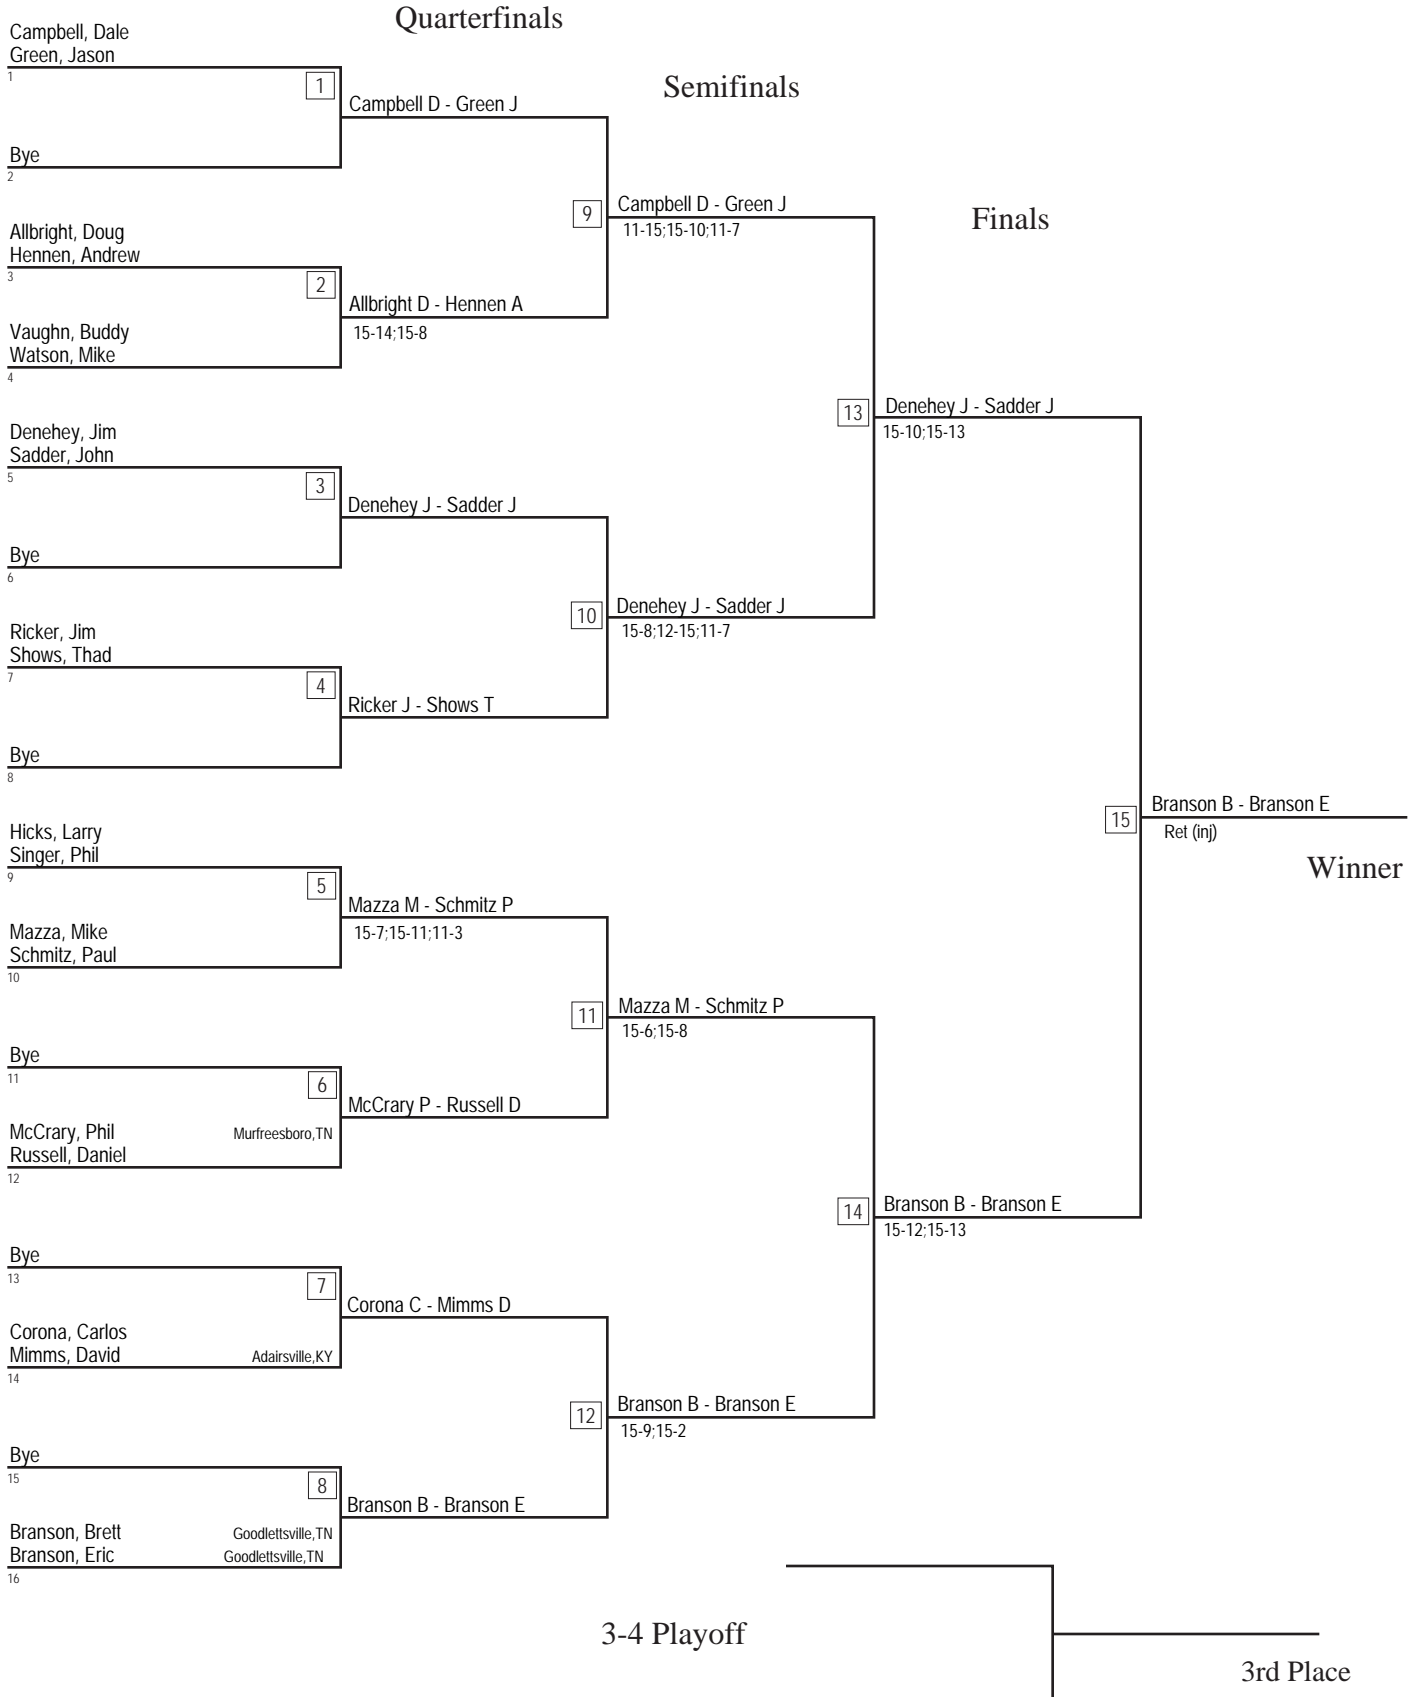 Quarterfinals
Semifinals
Finals
Campbell, Dale
Green, Jason
1
1
Campbell D - Green J
Bye
2
9
Campbell D - Green J
11-15;15-10;11-7
Allbright, Doug
Hennen, Andrew
3
2
Allbright D - Hennen A
15-14;15-8
Vaughn, Buddy
Watson, Mike
4
13
Denehey J - Sadder J
15-10;15-13
Denehey, Jim
Sadder, John
5
3
Denehey J - Sadder J
Bye
6
10
Denehey J - Sadder J
15-8;12-15;11-7
Ricker, Jim
Shows, Thad
7
4
Ricker J - Shows T
Bye
8
15
Branson B - Branson E
Ret (inj)
Winner
Hicks, Larry
Singer, Phil
9
5
Mazza M - Schmitz P
15-7;15-11;11-3
Mazza, Mike
Schmitz, Paul
10
11
Mazza M - Schmitz P
15-6;15-8
Bye
11
6
McCrary P - Russell D
McCrary, Phil Murfreesboro,TN
Russell, Daniel
12
14
Branson B - Branson E
15-12;15-13
Bye
13
7
Corona C - Mimms D
Corona, Carlos
Mimms, David Adairsville,KY
14
12
Branson B - Branson E
15-9;15-2
Bye
15
8
Branson B - Branson E
Branson, Brett Goodlettsville,TN
Branson, Eric Goodlettsville,TN
16
3-4 Playoff
3rd Place